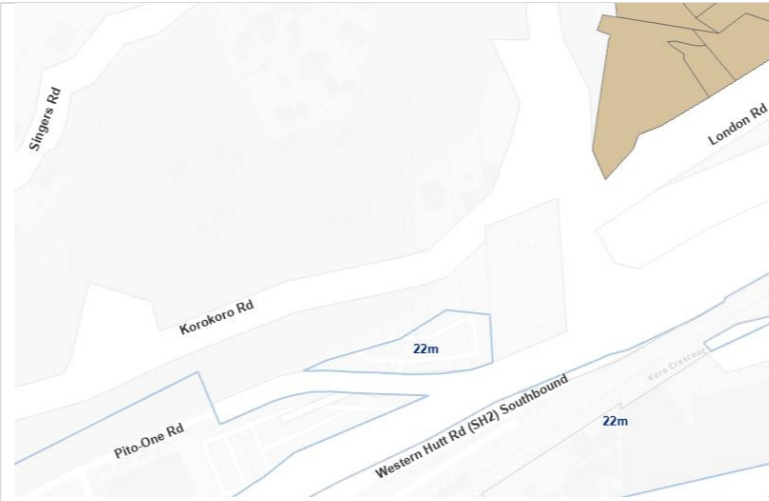 Singers Rd
London Rd
Korokoro Rd
22m
Koro Crescent
Pito-One Rd
Western Hutt Rd (SH2) Southbound
22m